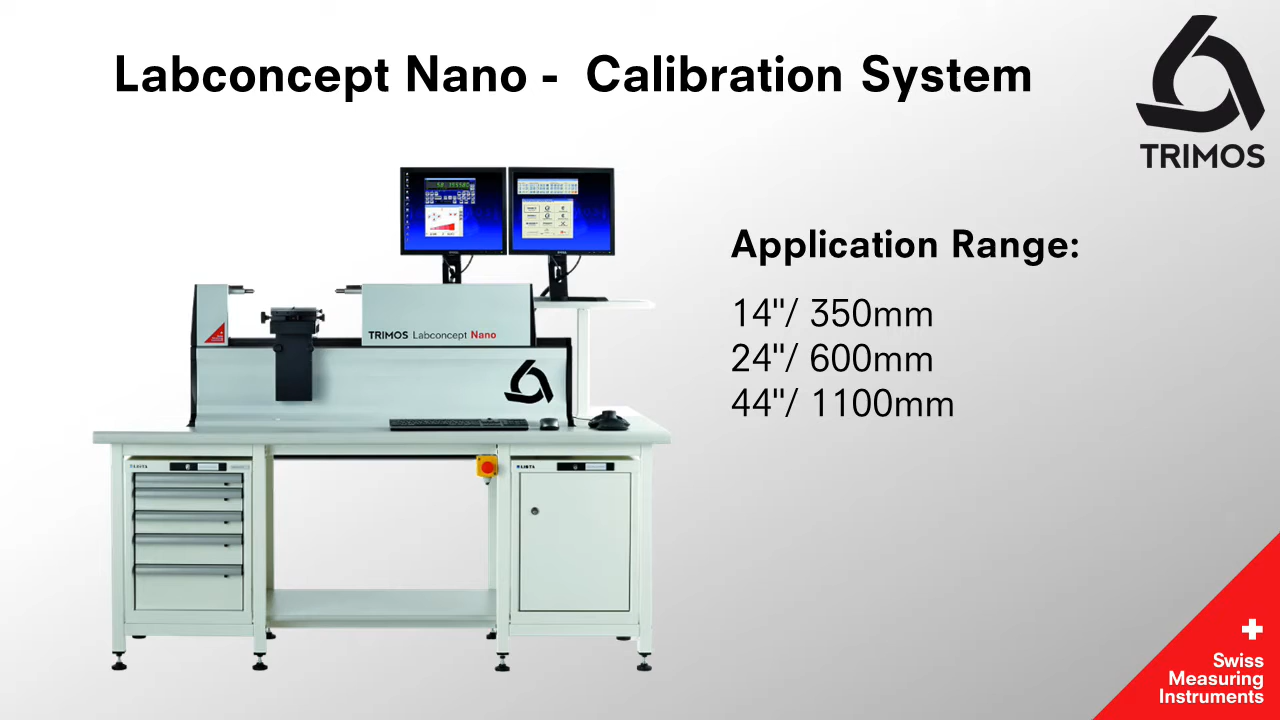 Labconcept Nano - Calibration System
TRIMOS
Application Range:
14"/ 350mm
24"/ 600mm
44"/ 1100mm
TRIMOS Labconcept Nano
Swiss
Measuring
Instruments